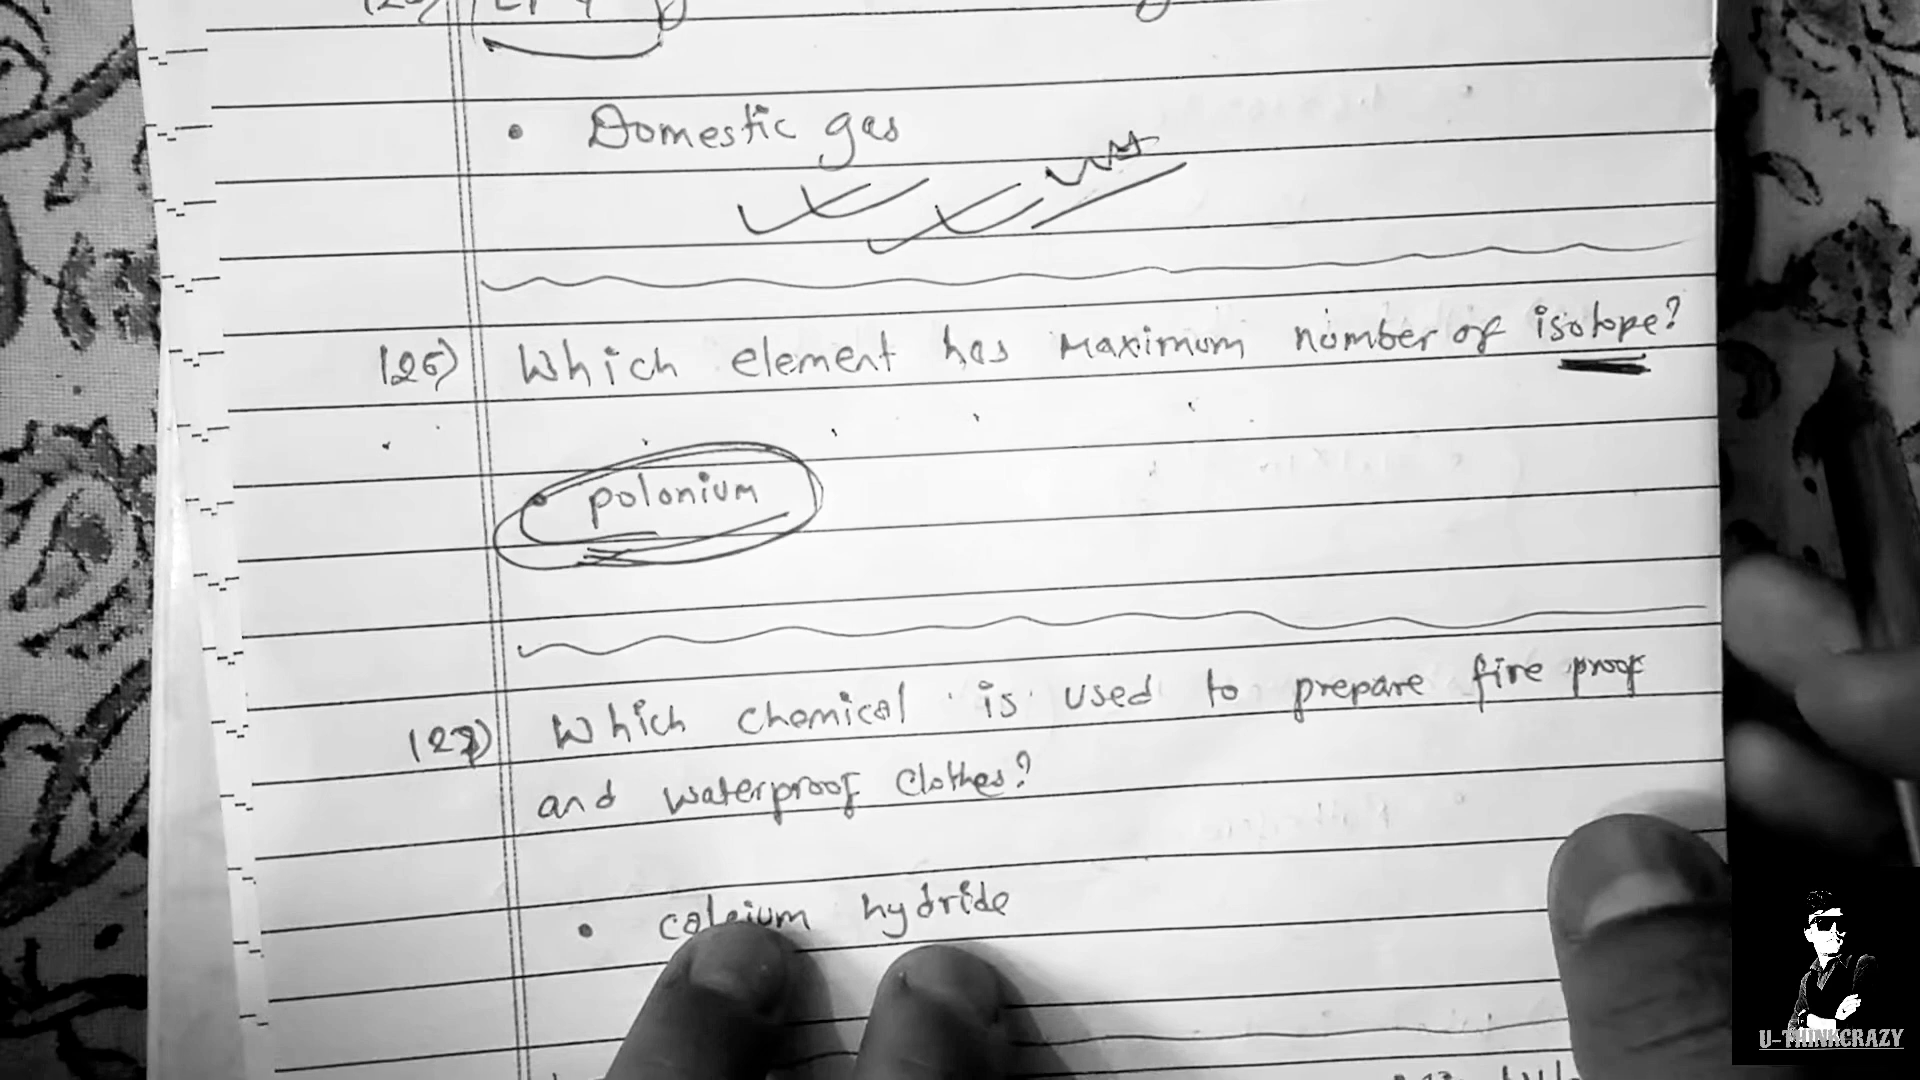 • Domestic gas
126) Which element has maximum number of isotope?
• polonium
127) Which chemical is used to prepare fire proof
and waterproof clothes?
• calcium hydride
U-THINKCRAZY